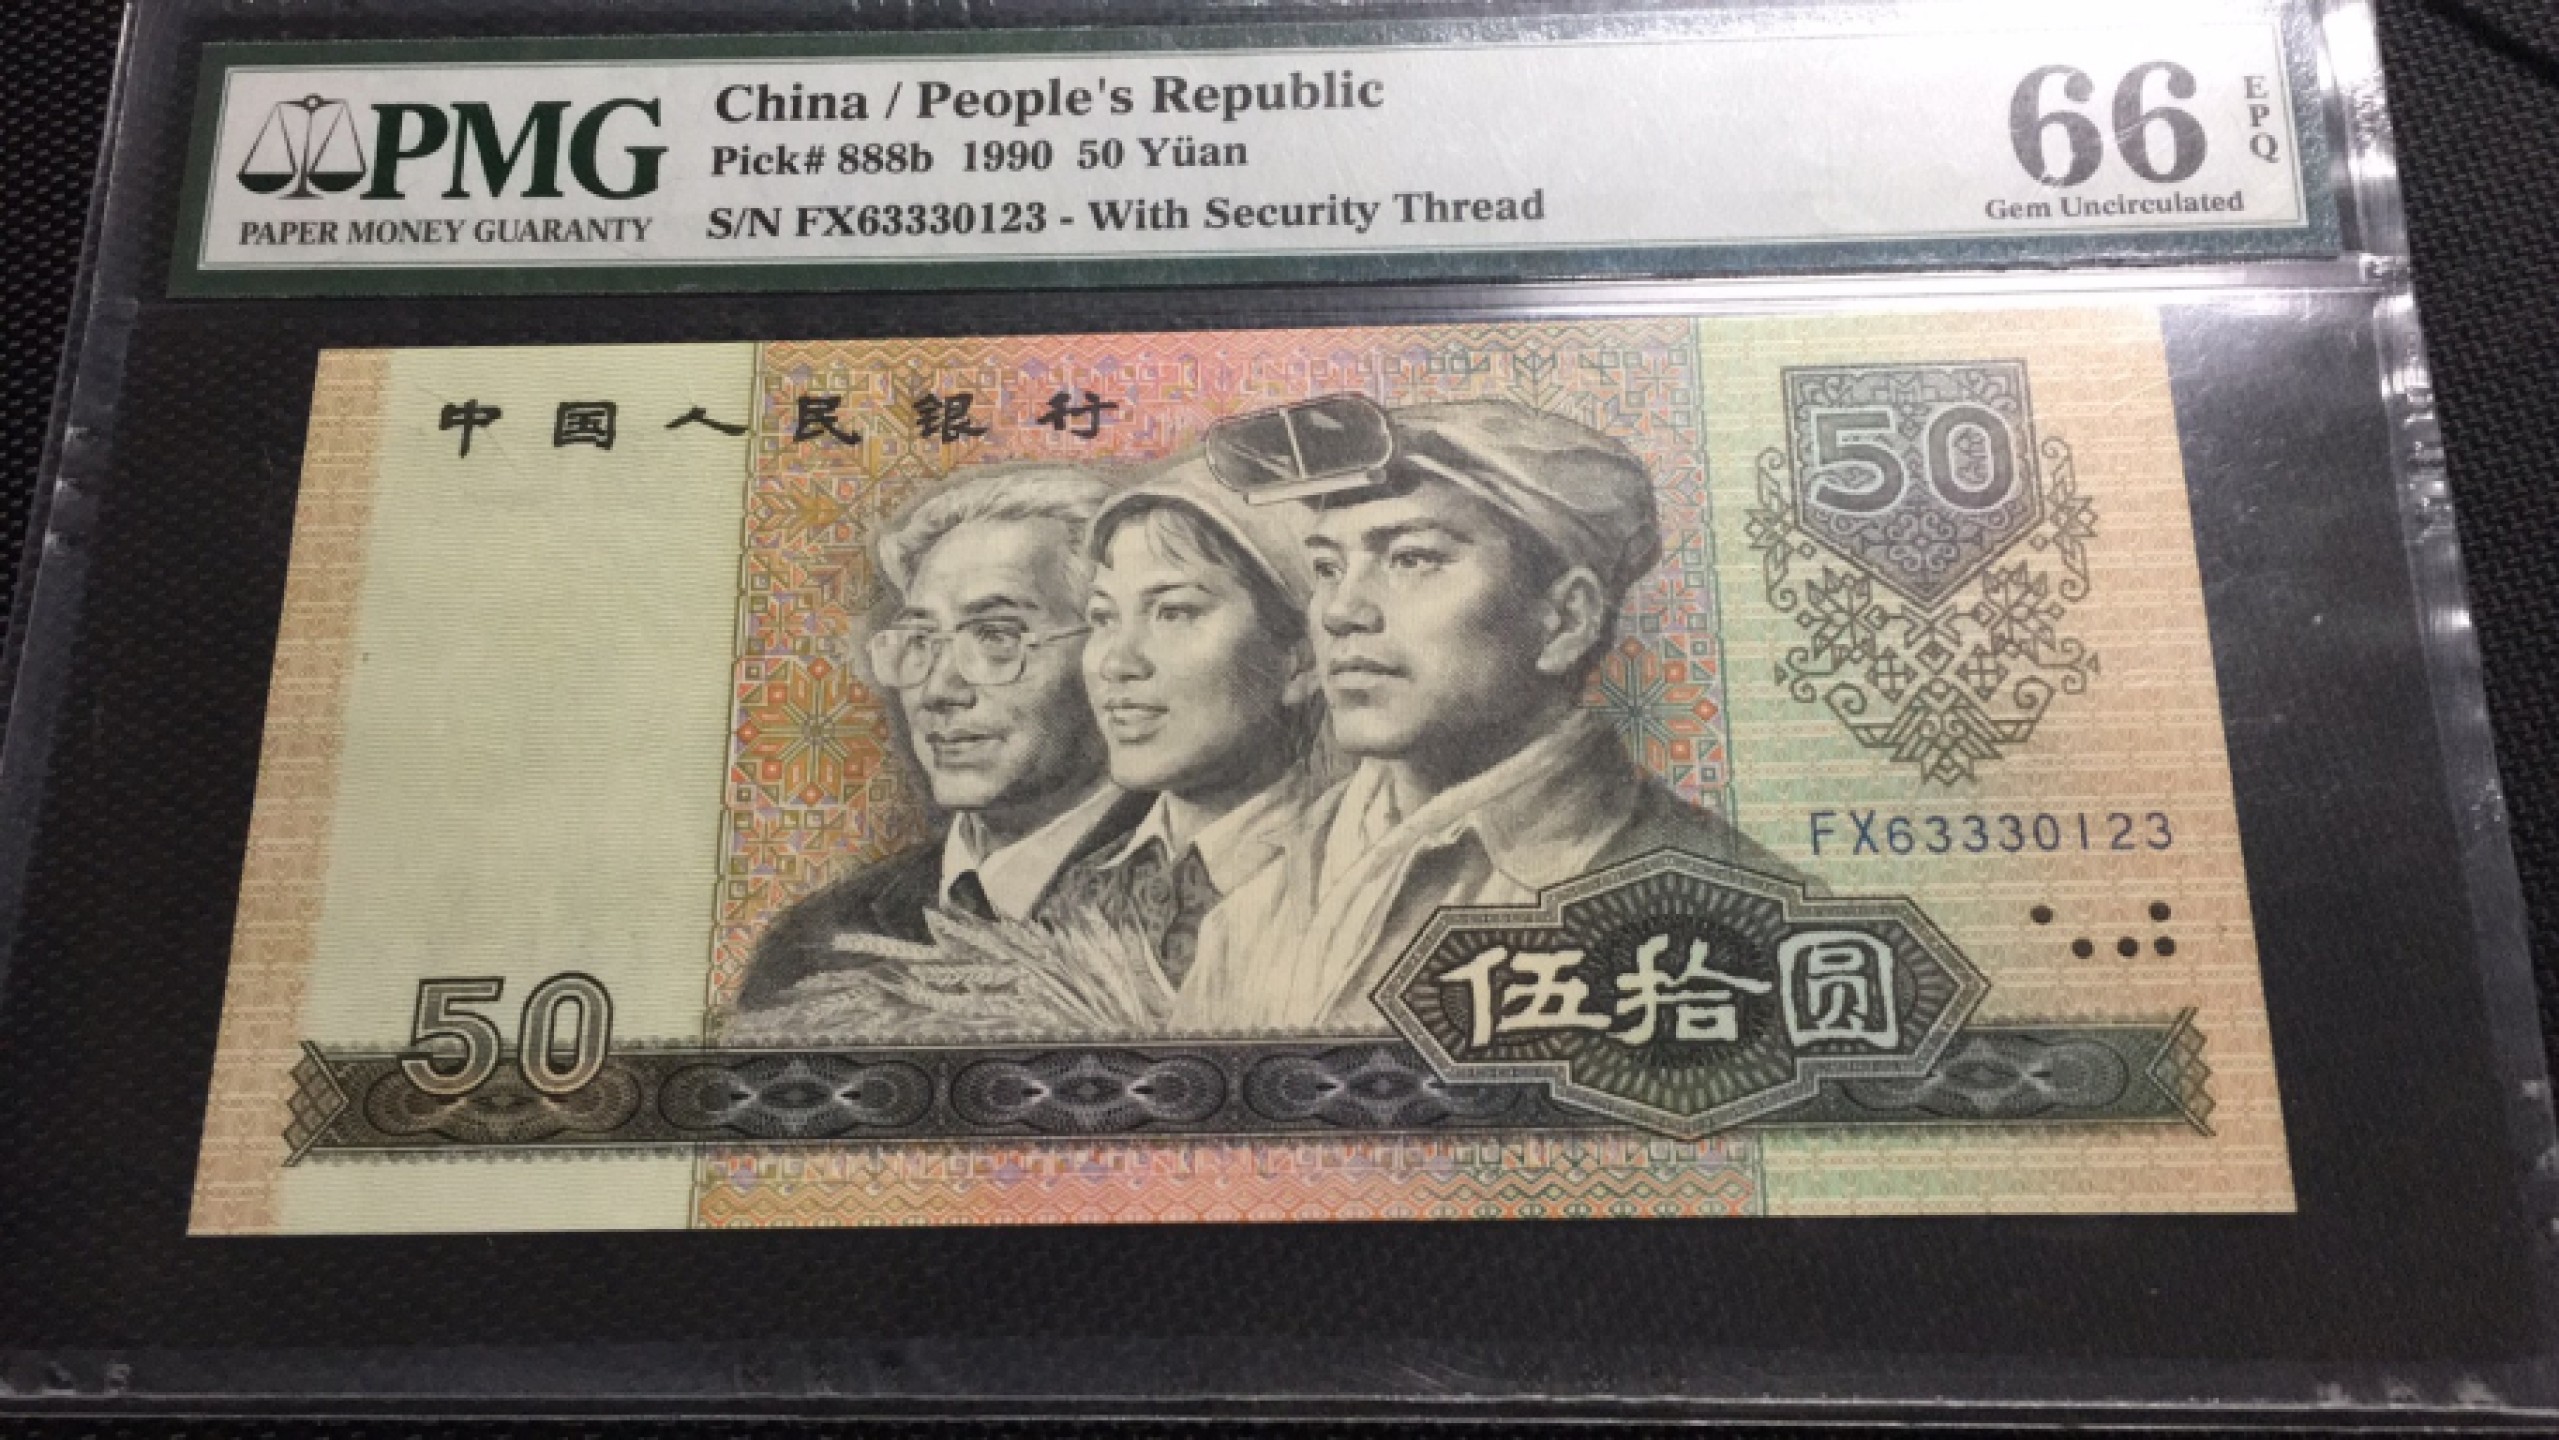 PMG
PAPER MONEY GUARANTY
China / People's Republic
Pick# 888b 1990 50 Yüan
S/N FX63330123 - With Security Thread
66
EPQ
Gem Uncirculated
中国人民银行
50
FX63330123
伍拾圆
50